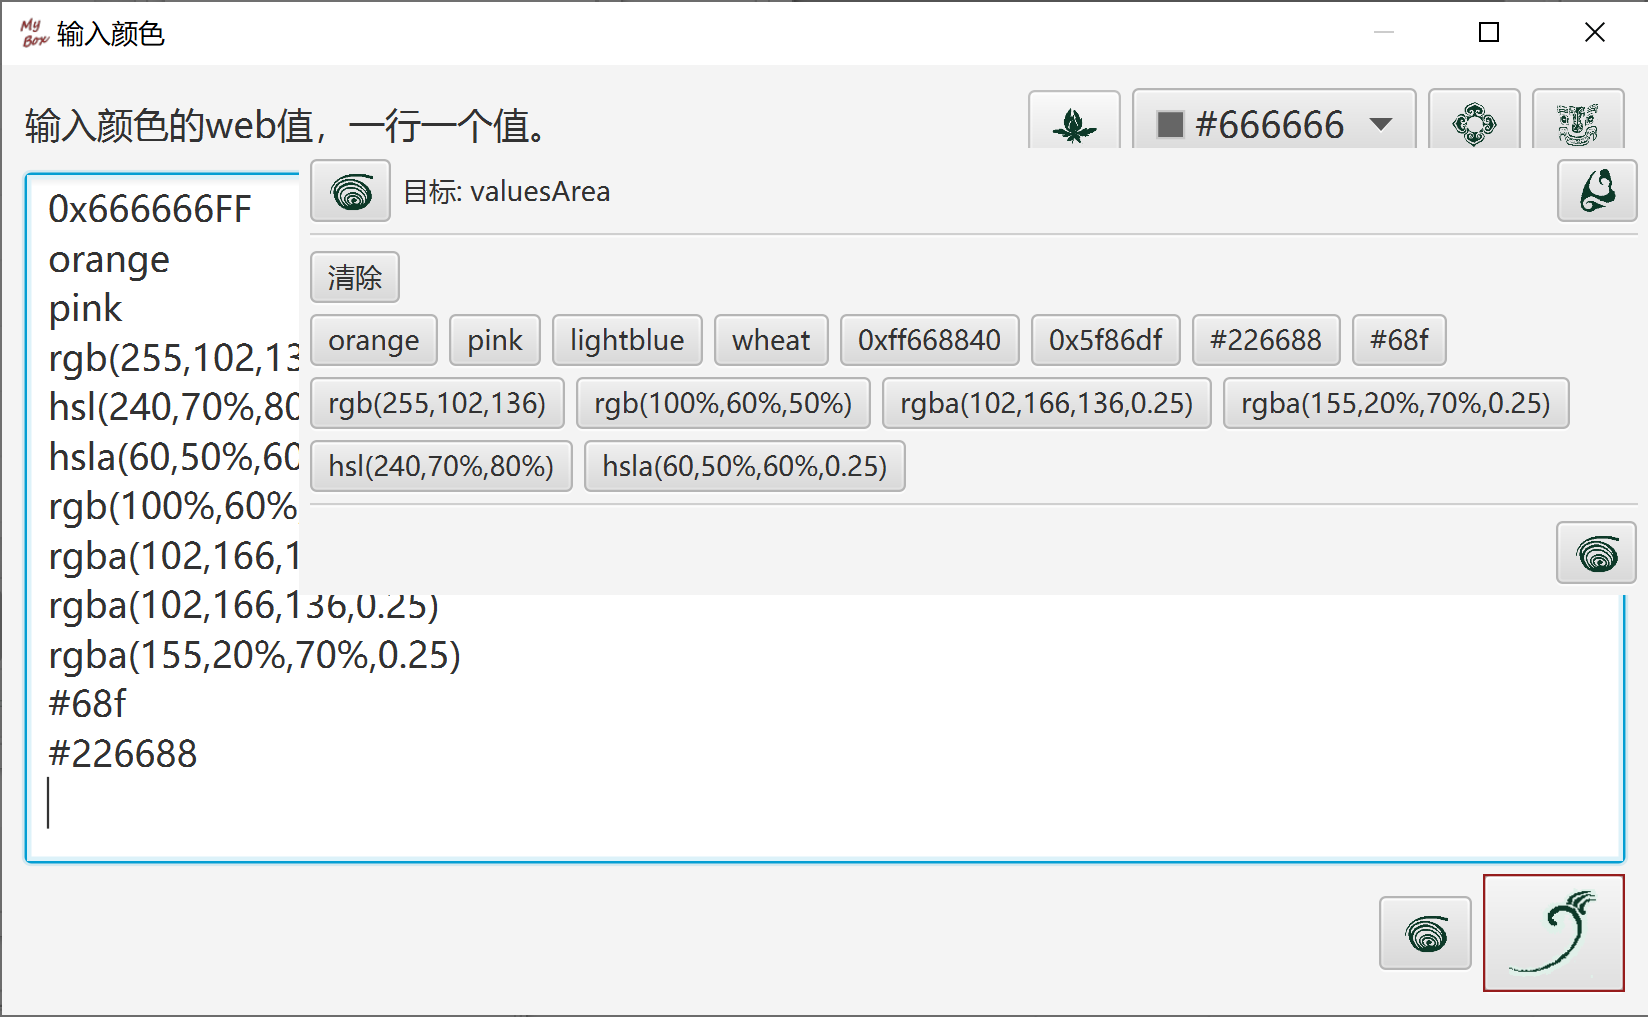 My Box 输入颜色
输入颜色的web值，一行一个值。
#666666
目标: valuesArea
清除
orange pink lightblue wheat 0xff668840 0x5f86df #226688 #68f
rgb(255,102,136) rgb(100%,60%,50%) rgba(102,166,136,0.25) rgba(155,20%,70%,0.25)
hsl(240,70%,80%) hsla(60,50%,60%,0.25)
0x666666FF
orange
pink
rgb(255,102,13
hsl(240,70%,80
hsla(60,50%,60
rgb(100%,60%
rgba(102,166,1
rgba(102,166,136,0.25)
rgba(155,20%,70%,0.25)
#68f
#226688